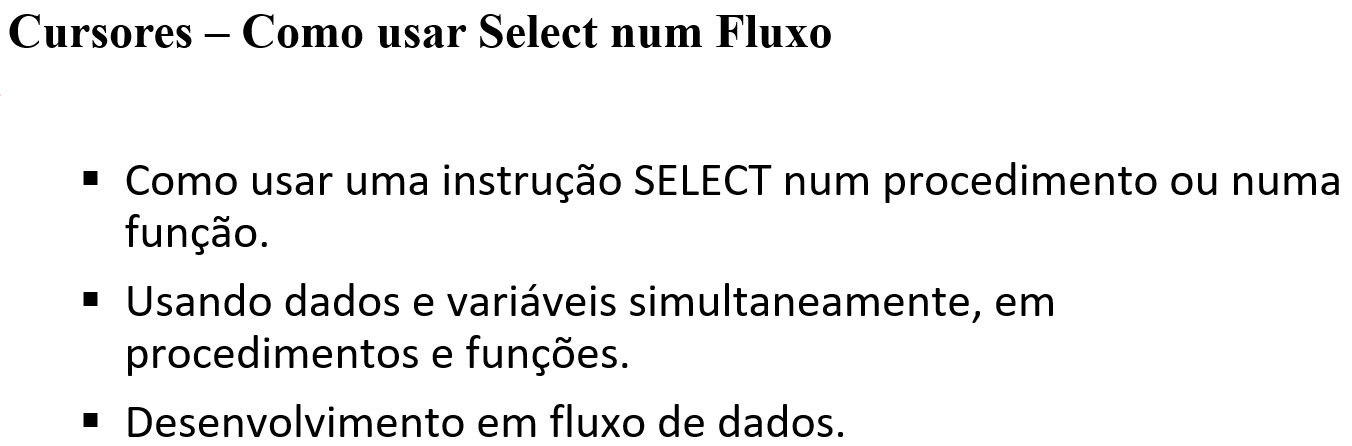 Cursores – Como usar Select num Fluxo
▪ Como usar uma instrução SELECT num procedimento ou numa
função.
▪ Usando dados e variáveis simultaneamente, em
procedimentos e funções.
▪ Desenvolvimento em fluxo de dados.